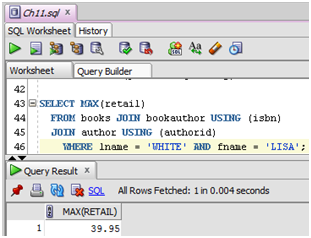 Ch11.sql
SQL Worksheet History
Worksheet Query Builder
42
43 SELECT MAX(retail)
44 FROM books JOIN bookauthor USING (isbn)
45 JOIN author USING (authorid)
46 WHERE lname = 'WHITE' AND fname = 'LISA';
Query Result
SQL All Rows Fetched: 1 in 0.004 seconds
MAX(RETAIL)
1 39.95